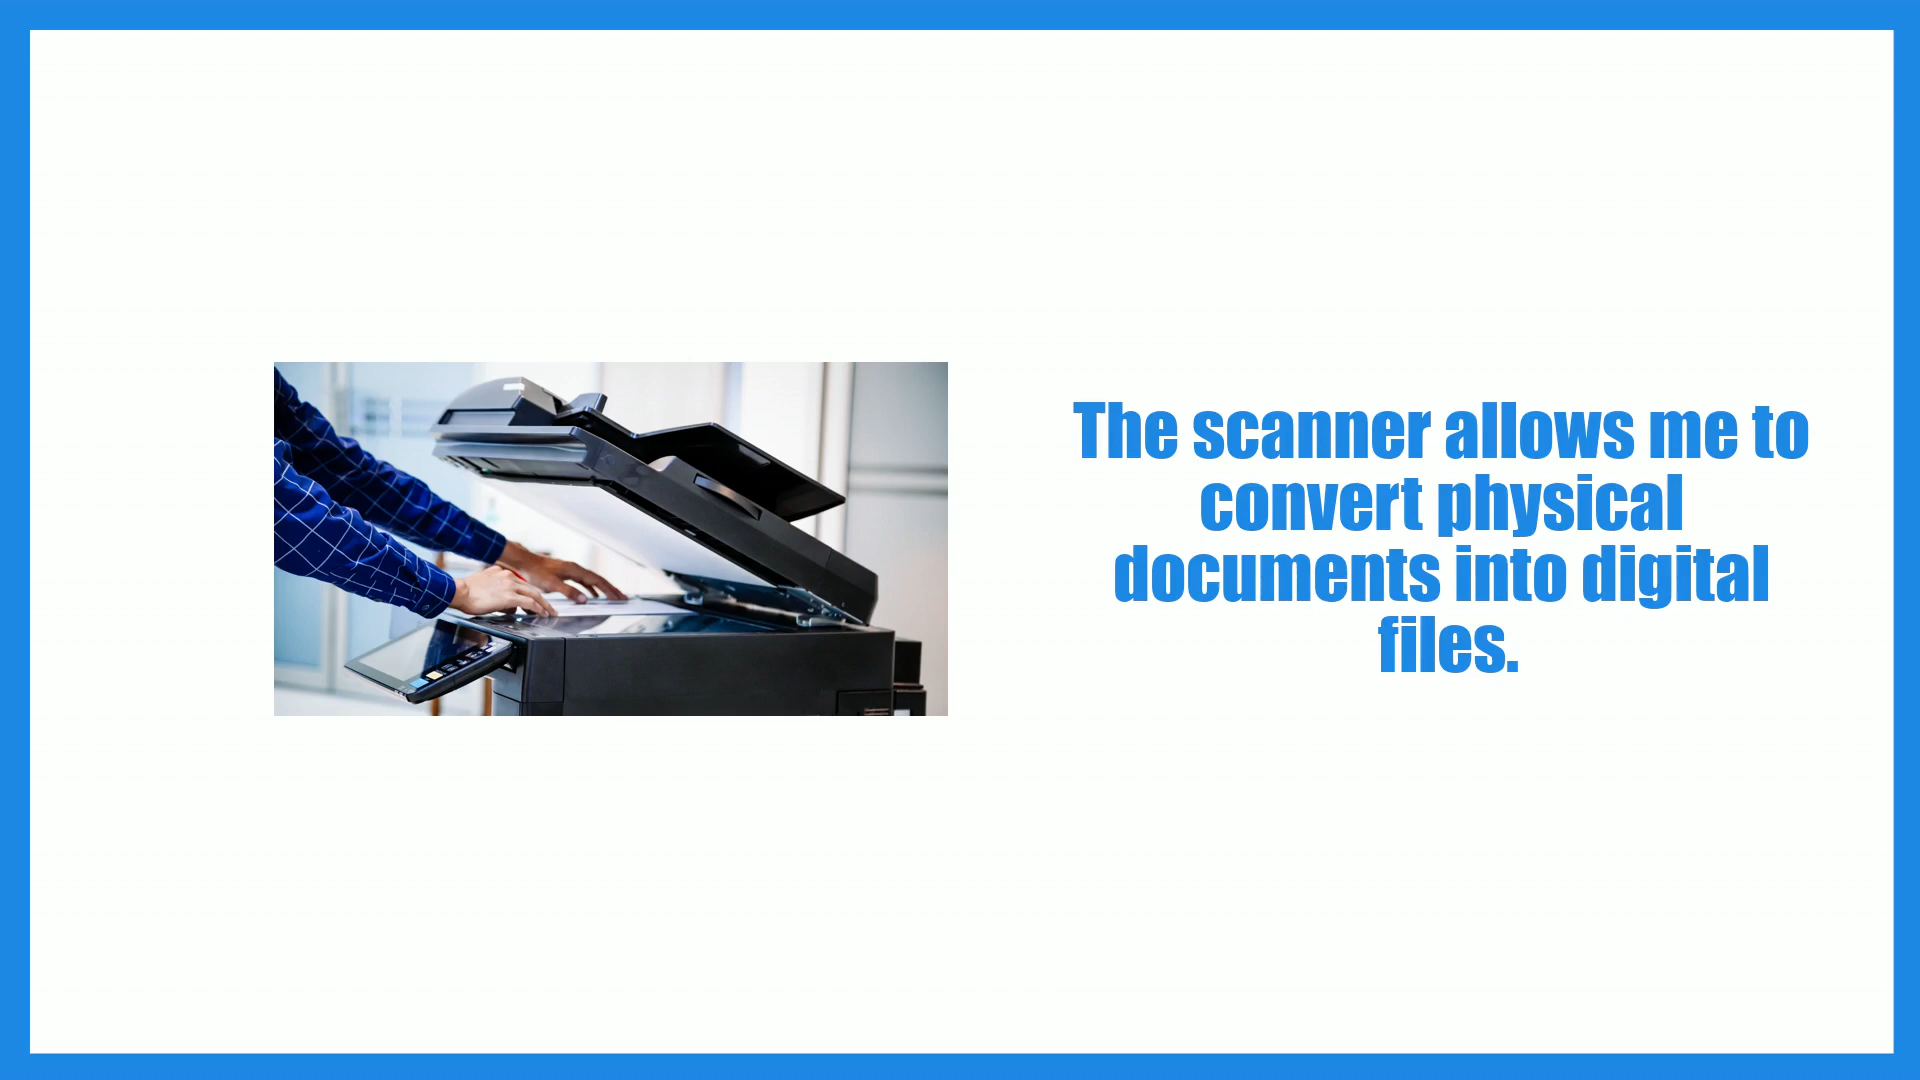 The scanner allows me to
convert physical
documents into digital
files.